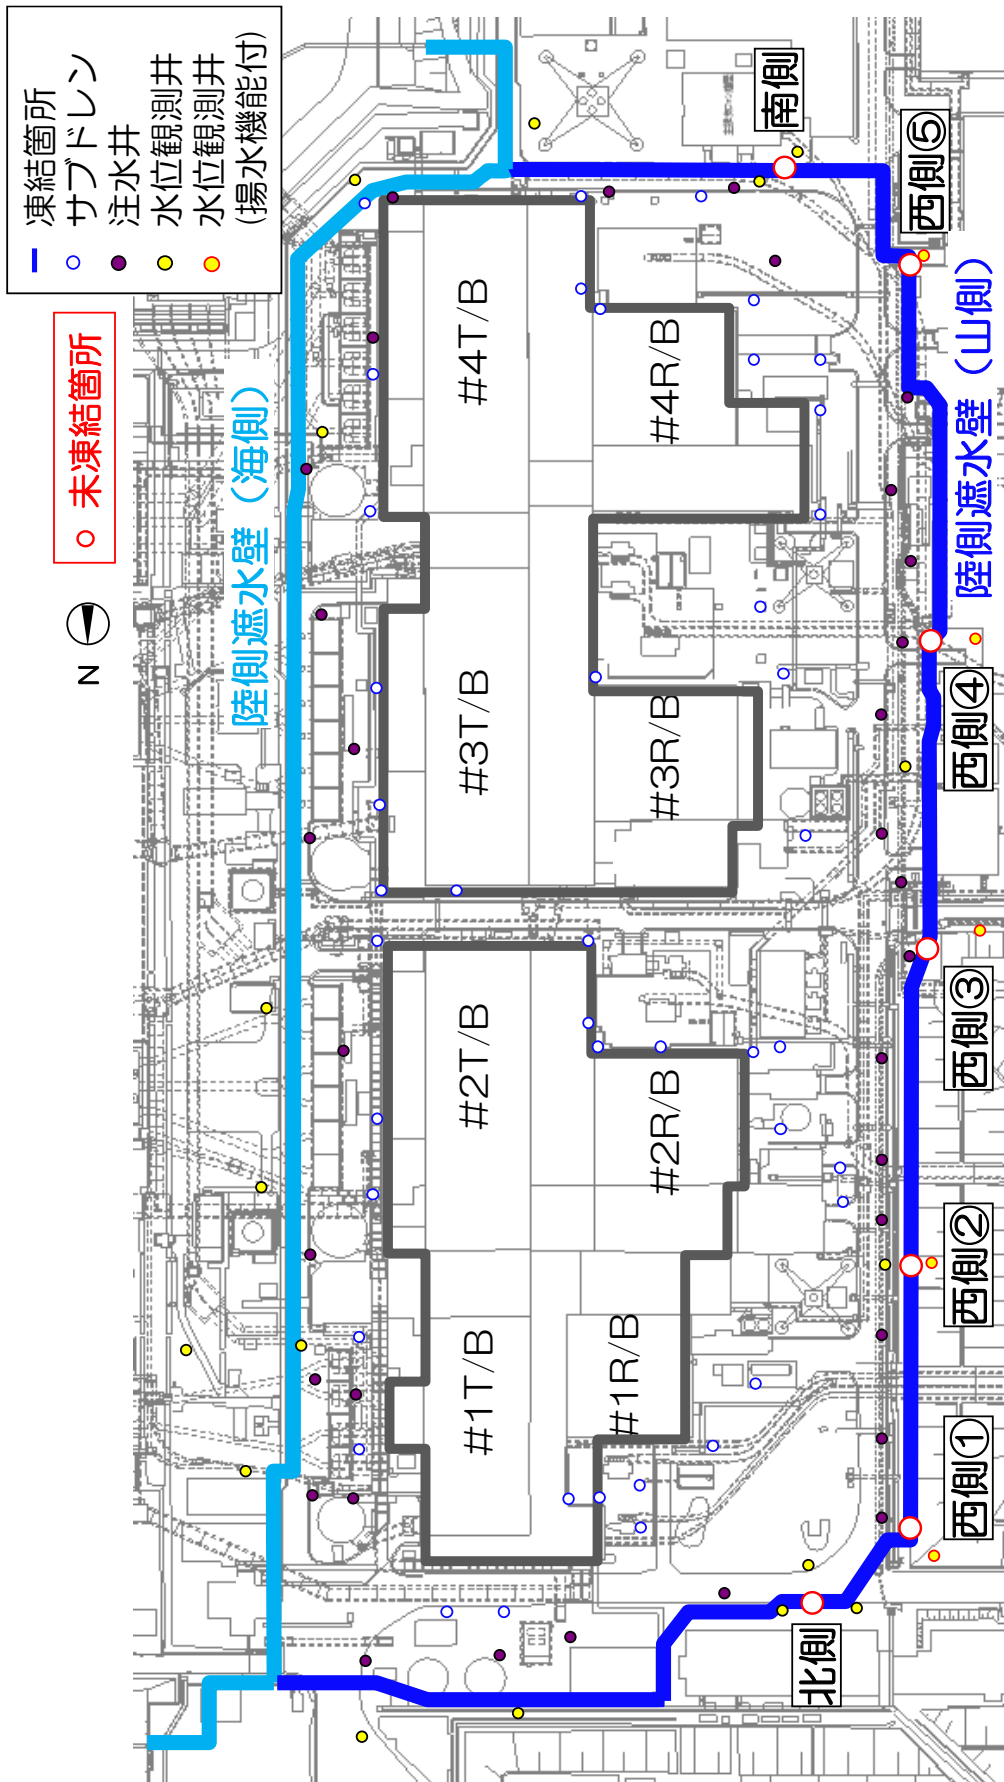 凍結箇所
サブドレン
注水井
水位観測井
水位観測井
(揚水機能付)
未凍結箇所
N
陸側遮水壁（海側）
陸側遮水壁（山側）
#1T/B
#2T/B
#3T/B
#4T/B
#1R/B
#2R/B
#3R/B
#4R/B
北側
西側①
西側②
西側③
西側④
西側⑤
南側